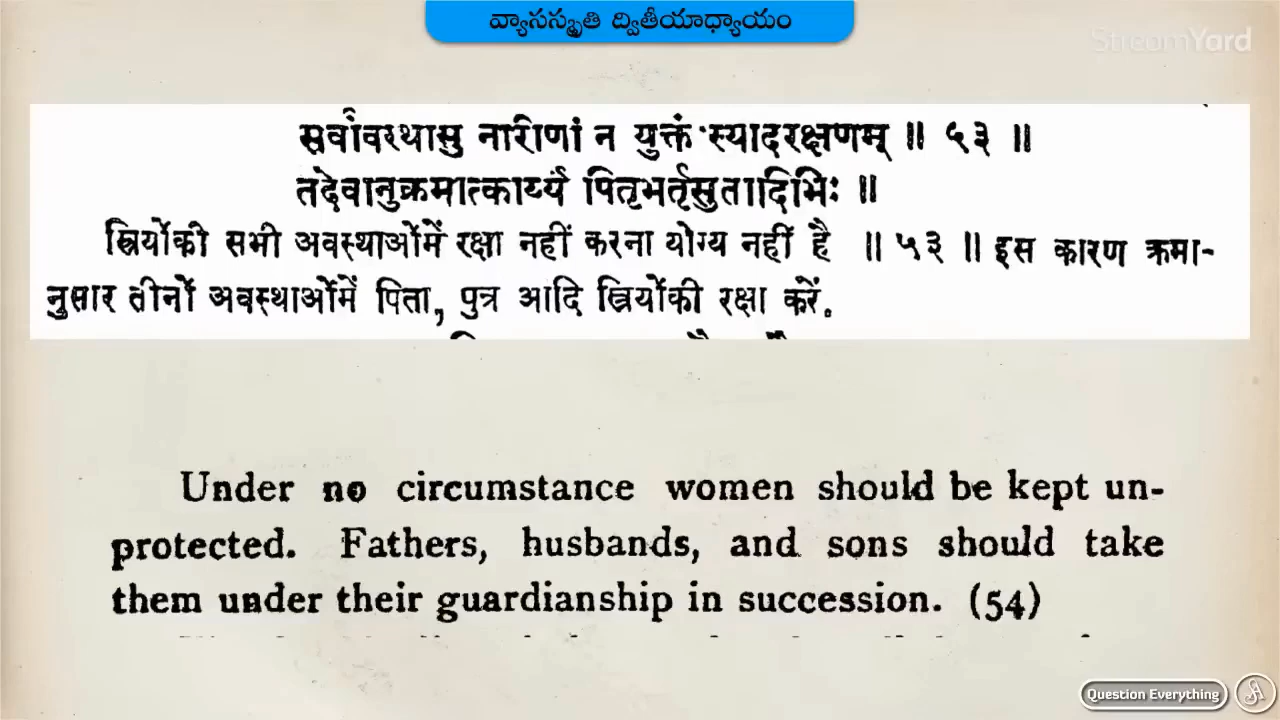 వ్యాసస్మృతి ద్వితీయాధ్యాయం
StreamYard
सर्वावस्थासु नारीणां न युक्तं स्यादरक्षणम् ॥ ५३ ॥
तदेवानुक्रमात्कार्य्यं पितृभर्तृसुतादिभिः ॥
स्त्रियोंकी सभी अवस्थाओंमें रक्षा नहीं करना योग्य नहीं है ॥ ५३ ॥ इस कारण क्रमा-
नुसार तीनों अवस्थाओंमें पिता, पुत्र आदि स्त्रियोंकी रक्षा करें.
Under no circumstance women should be kept un-
protected. Fathers, husbands, and sons should take
them under their guardianship in succession. (54)
Question Everything